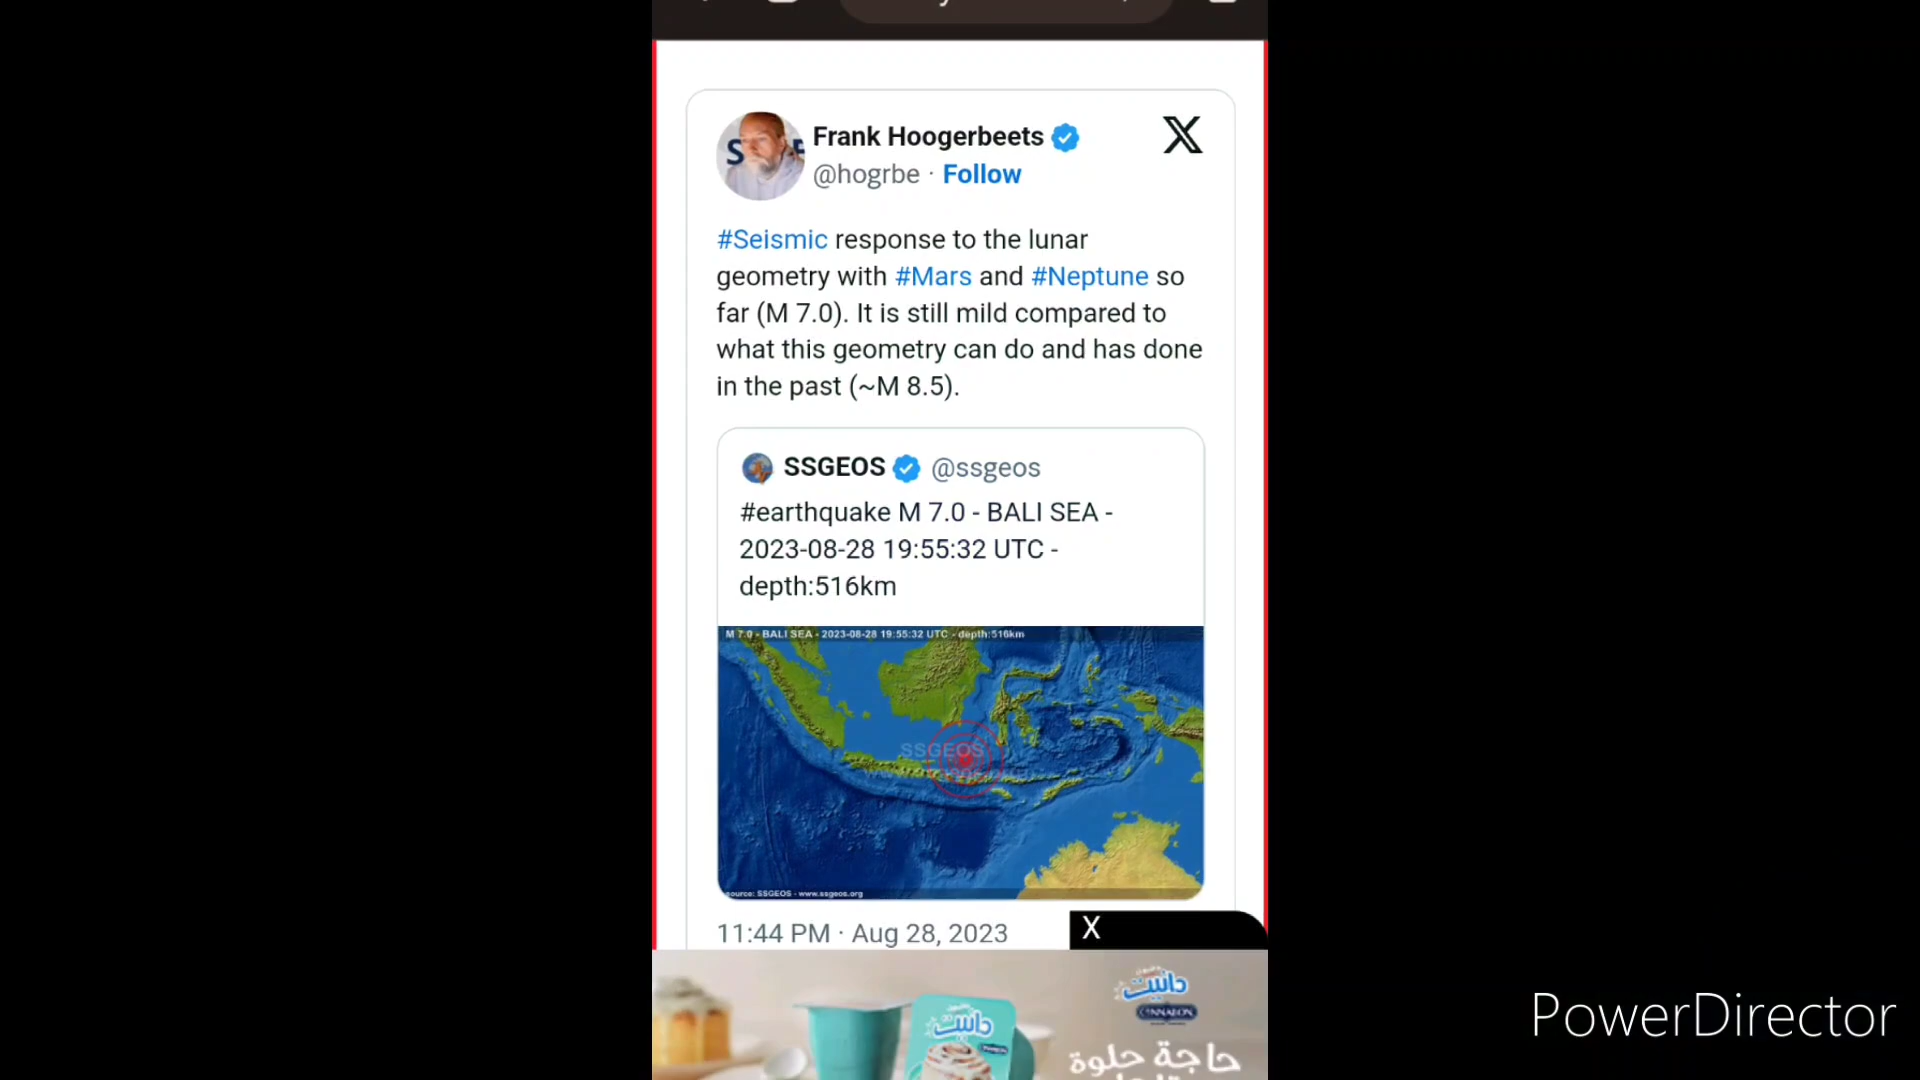 Frank Hoogerbeets
@hogrbe · Follow
#Seismic response to the lunar
geometry with #Mars and #Neptune so
far (M 7.0). It is still mild compared to
what this geometry can do and has done
in the past (~M 8.5).
SSGEOS @ssgeos
#earthquake M 7.0 - BALI SEA -
2023-08-28 19:55:32 UTC -
depth:516km
M 7.0 - BALI SEA - 2023-08-28 19:55:32 UTC - depth:516km
SSGEOS
source: SSGEOS - www.ssgeos.org
11:44 PM · Aug 28, 2023
X
دانيت
CINNABON
دانيت
حاجة حلوة
PowerDirector